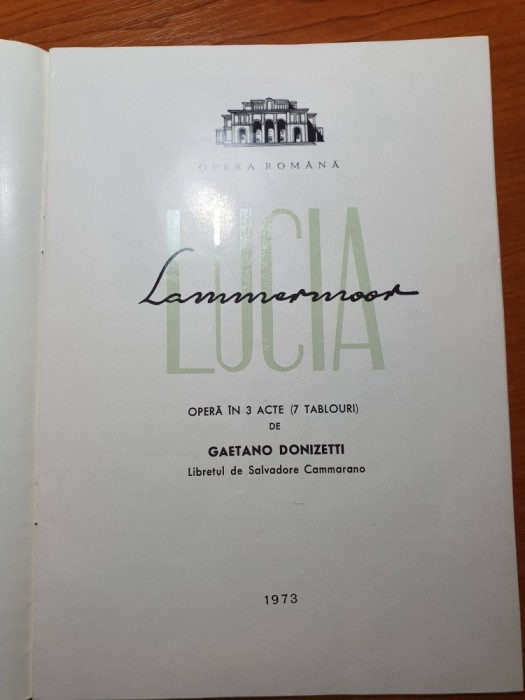 OPERA ROMÂNĂ
LUCIA
Lammermoor
OPERĂ ÎN 3 ACTE (7 TABLOURI)
DE
GAETANO DONIZETTI
Libretul de Salvadore Cammarano
1973